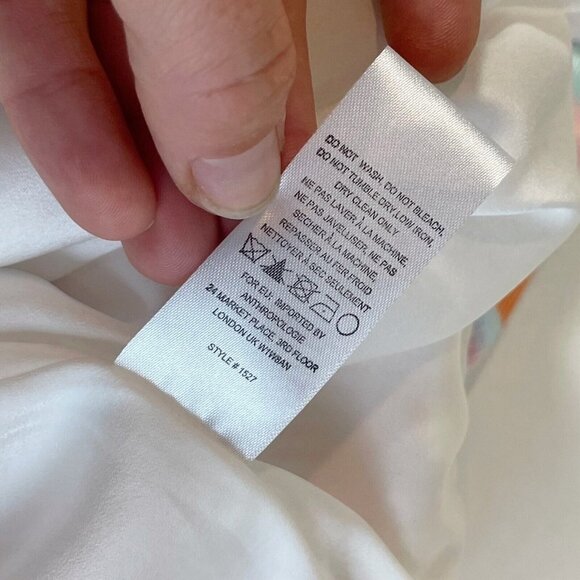 DO NOT WASH, DO NOT BLEACH,
DO NOT TUMBLE DRY, LOW IRON,
DRY CLEAN ONLY
NE PAS LAVER À LA MACHINE,
NE PAS JAVELISER, NE PAS
SECHER À LA MACHINE,
REPASSER AU FER FROID
NETTOYER À SEC SEULEMENT
FOR EU, IMPORTED BY
ANTHROPOLOGIE
24 MARKET PLACE, 3RD FLOOR
LONDON UK W1W8AN
STYLE # 1527